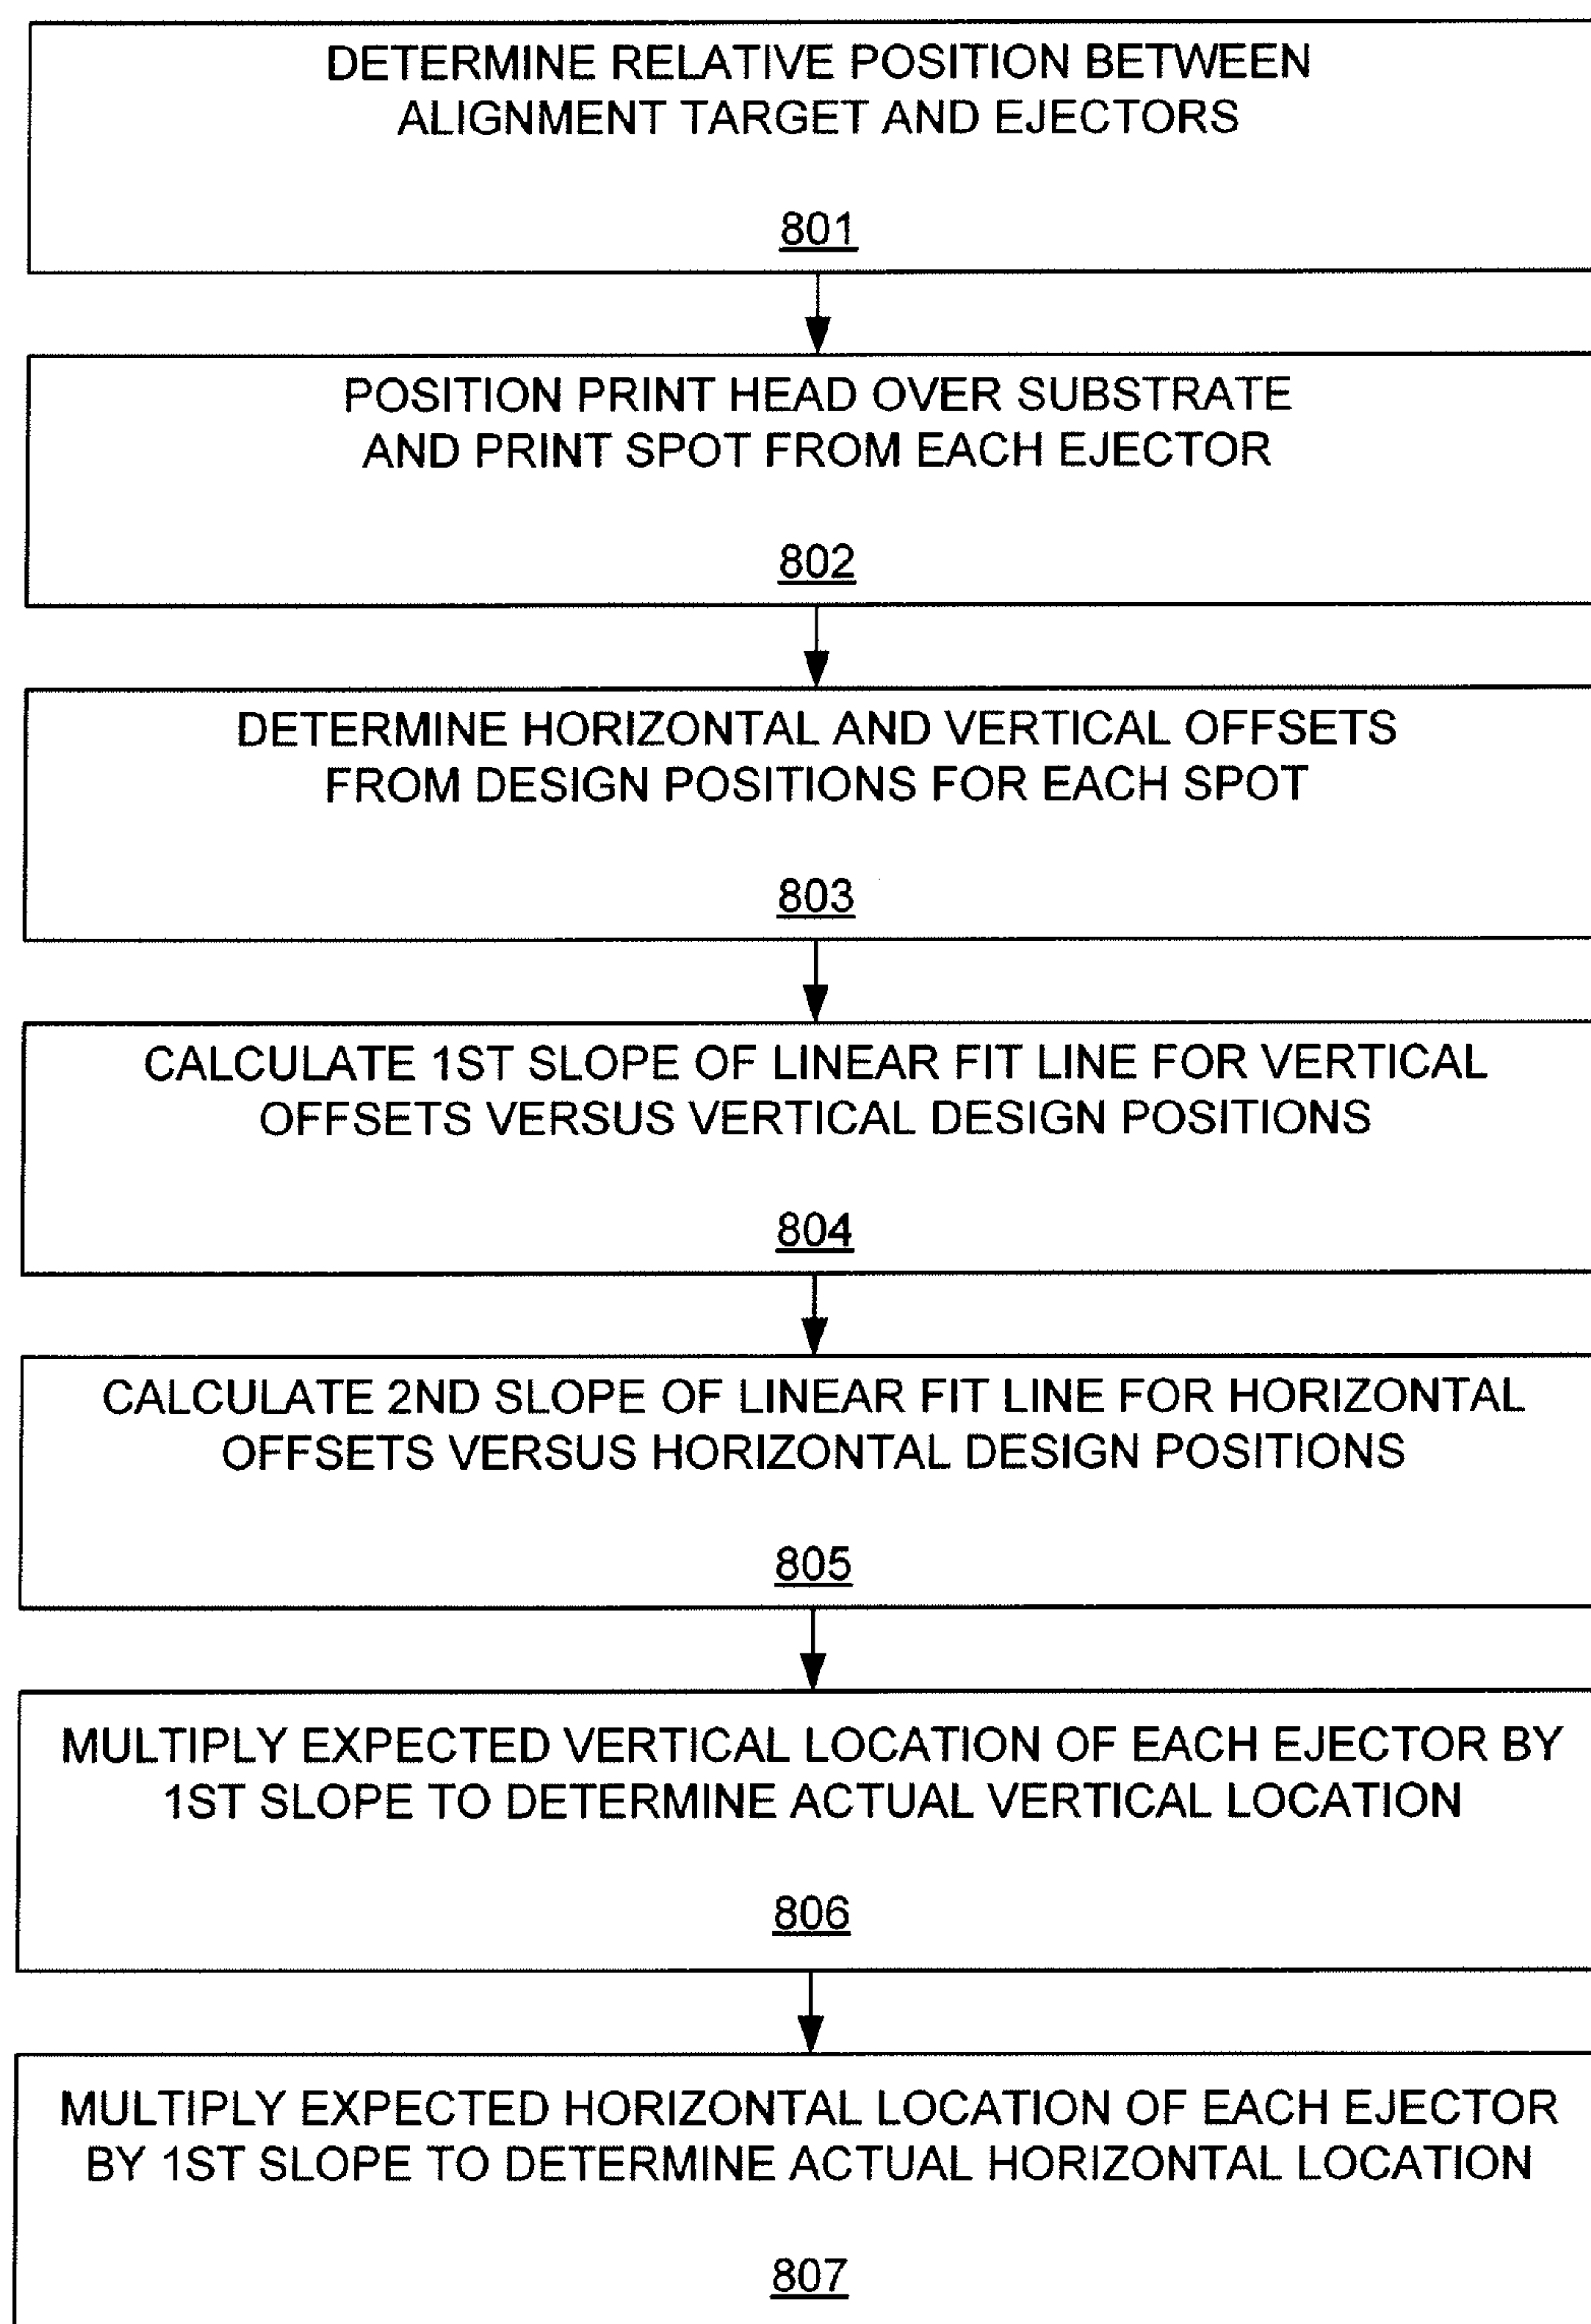 DETERMINE RELATIVE POSITION BETWEEN
ALIGNMENT TARGET AND EJECTORS
801
POSITION PRINT HEAD OVER SUBSTRATE
AND PRINT SPOT FROM EACH EJECTOR
802
DETERMINE HORIZONTAL AND VERTICAL OFFSETS
FROM DESIGN POSITIONS FOR EACH SPOT
803
CALCULATE 1ST SLOPE OF LINEAR FIT LINE FOR VERTICAL
OFFSETS VERSUS VERTICAL DESIGN POSITIONS
804
CALCULATE 2ND SLOPE OF LINEAR FIT LINE FOR HORIZONTAL
OFFSETS VERSUS HORIZONTAL DESIGN POSITIONS
805
MULTIPLY EXPECTED VERTICAL LOCATION OF EACH EJECTOR BY
1ST SLOPE TO DETERMINE ACTUAL VERTICAL LOCATION
806
MULTIPLY EXPECTED HORIZONTAL LOCATION OF EACH EJECTOR
BY 1ST SLOPE TO DETERMINE ACTUAL HORIZONTAL LOCATION
807